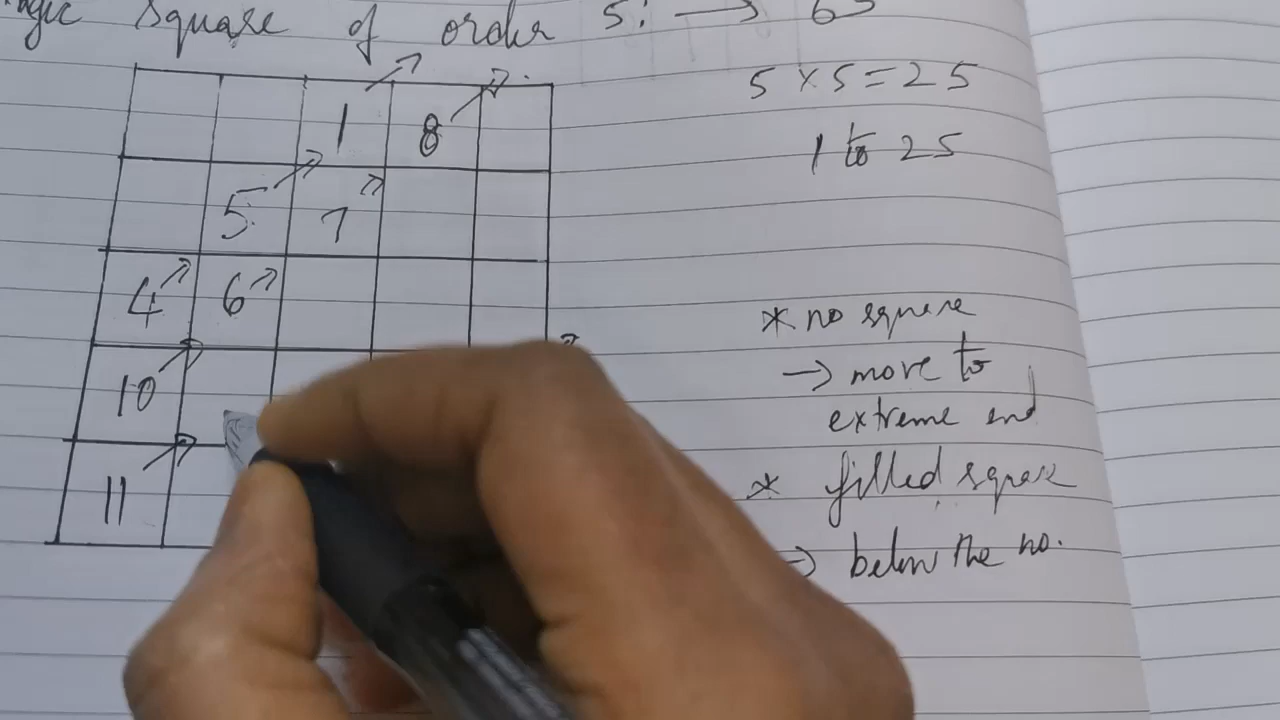 Square of order 5: → 65
5 × 5 = 25
1 to 25
1 8
5 7
4 6
10
11
* no square
→ move to
extreme end
* filled square
→ below the no.